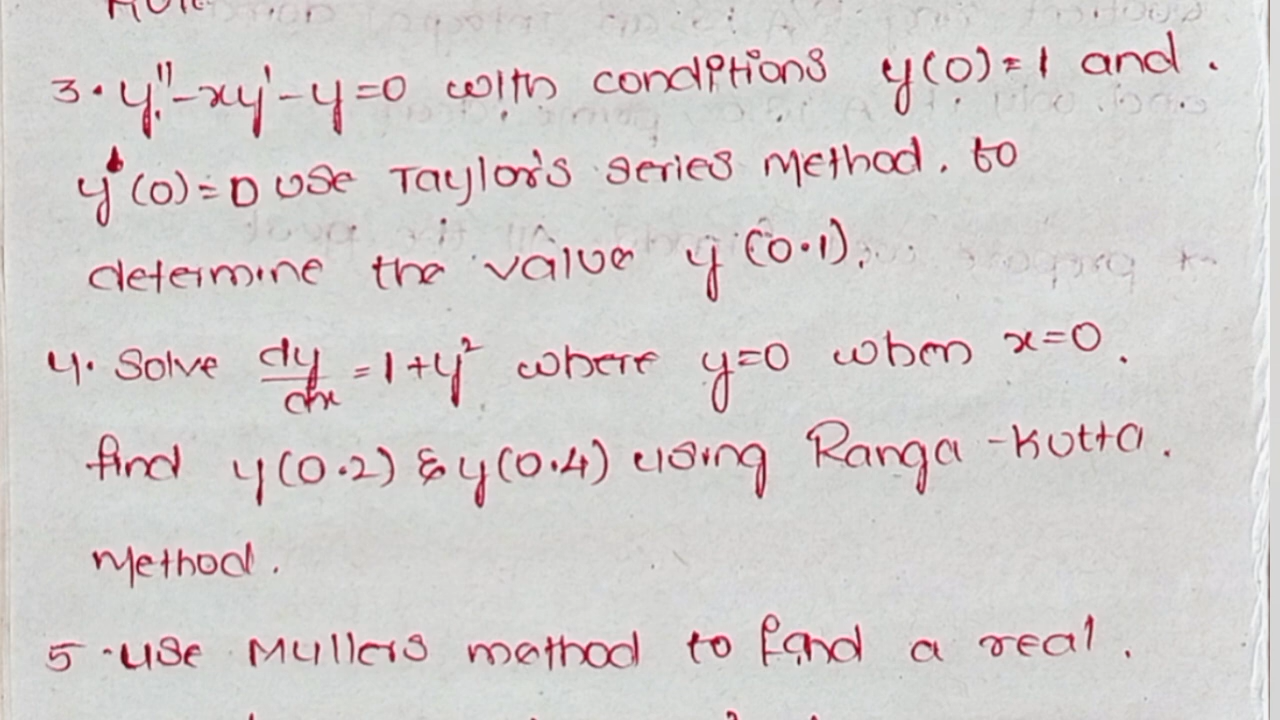 3. y'' - xy' - y = 0 with conditions y(0) = 1 and.
y'(0) = 0 use Taylor's series method. to
determine the value y(0.1).
4. Solve dy/dx = 1 + y² where y=0 when x=0.
find y(0.2) & y(0.4) using Ranga-Kutta.
Method.
5. Use Mullers method to find a real.